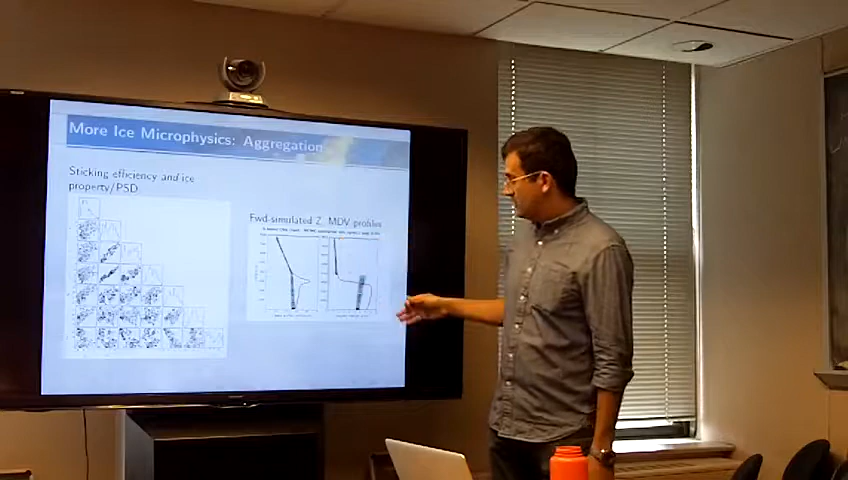 More Ice Microphysics: Aggregation
Sticking efficiency and ice
property/PSD
Fwd-simulated Z, MDV profiles